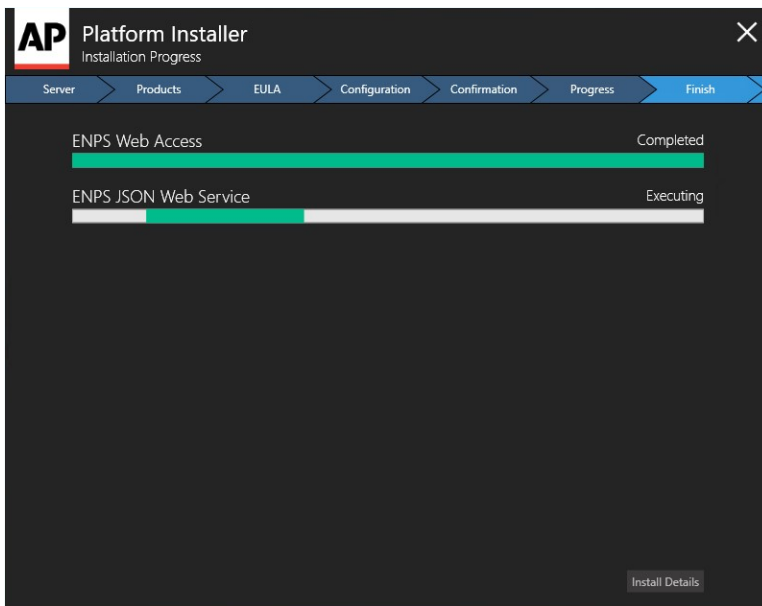 AP Platform Installer
Installation Progress
Server Products EULA Configuration Confirmation Progress Finish
ENPS Web Access Completed
ENPS JSON Web Service Executing
Install Details